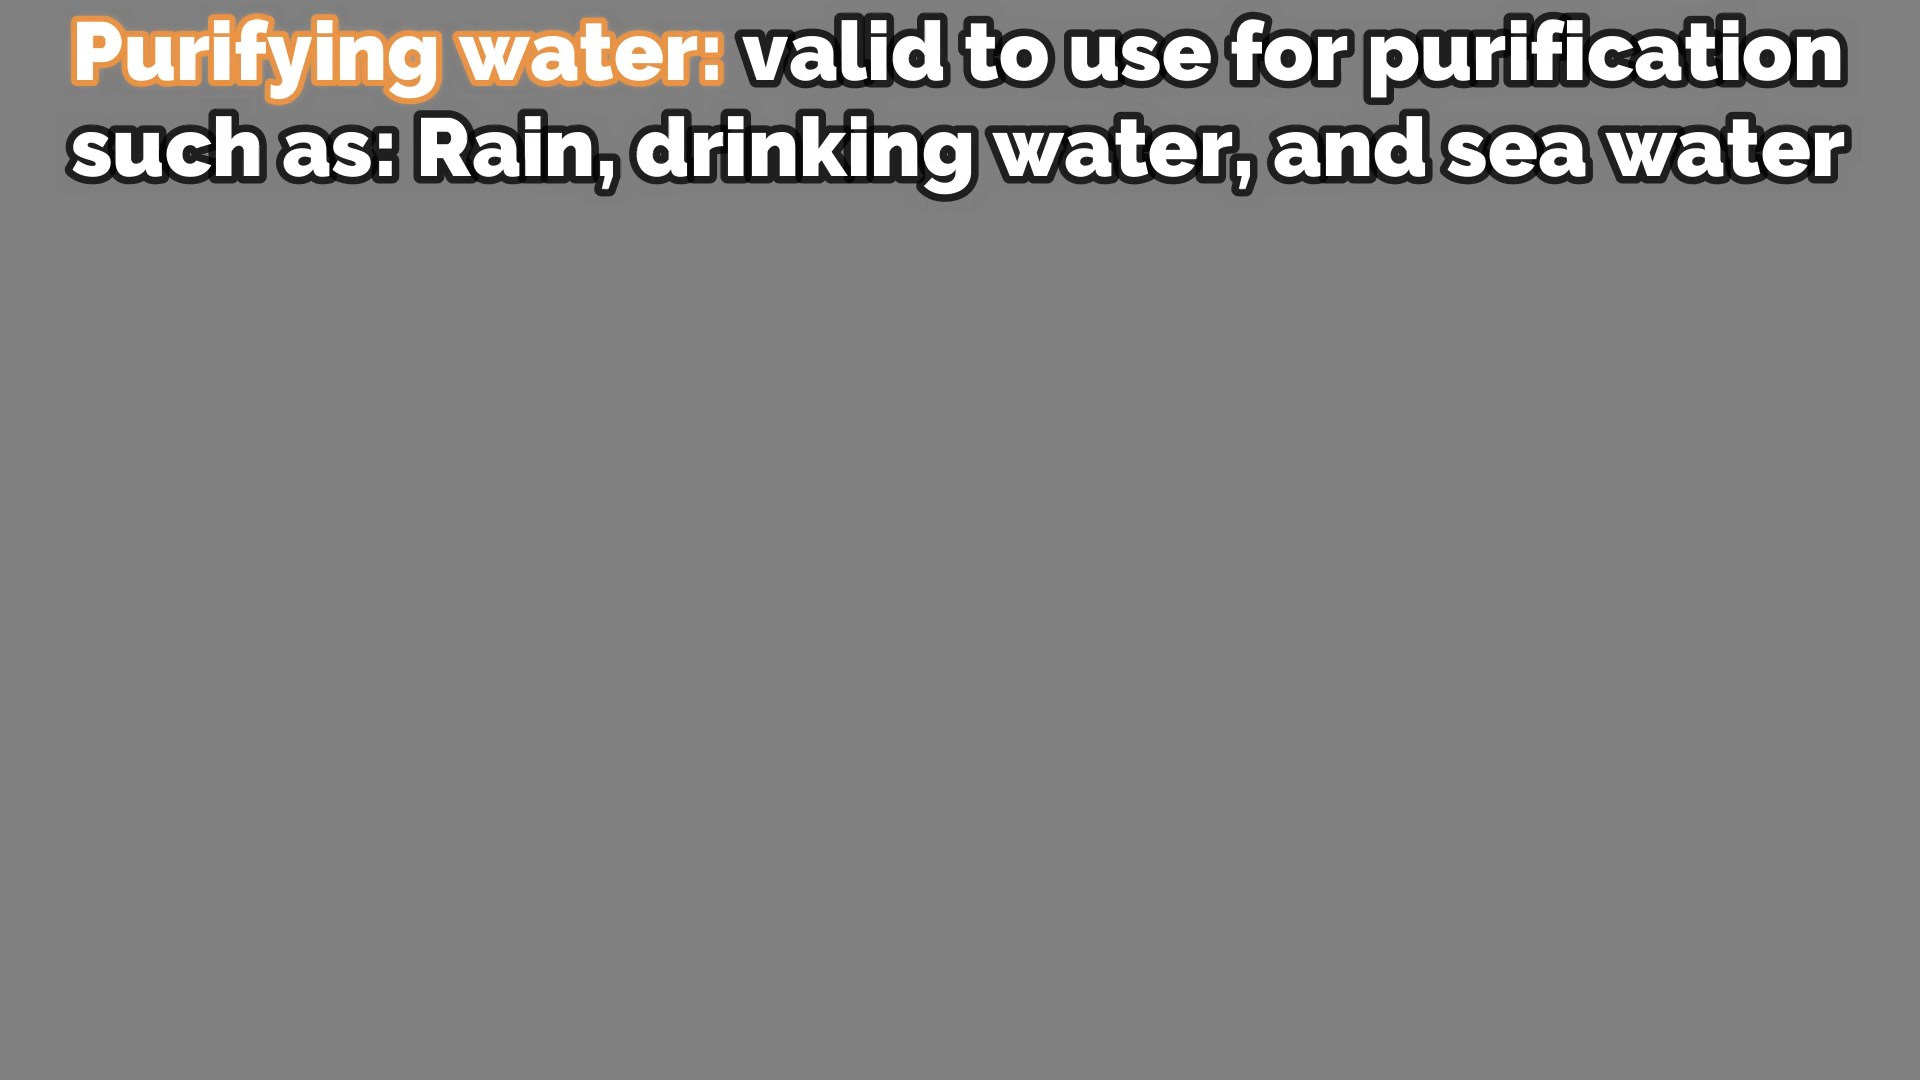 Purifying water: valid to use for purification
such as: Rain, drinking water, and sea water